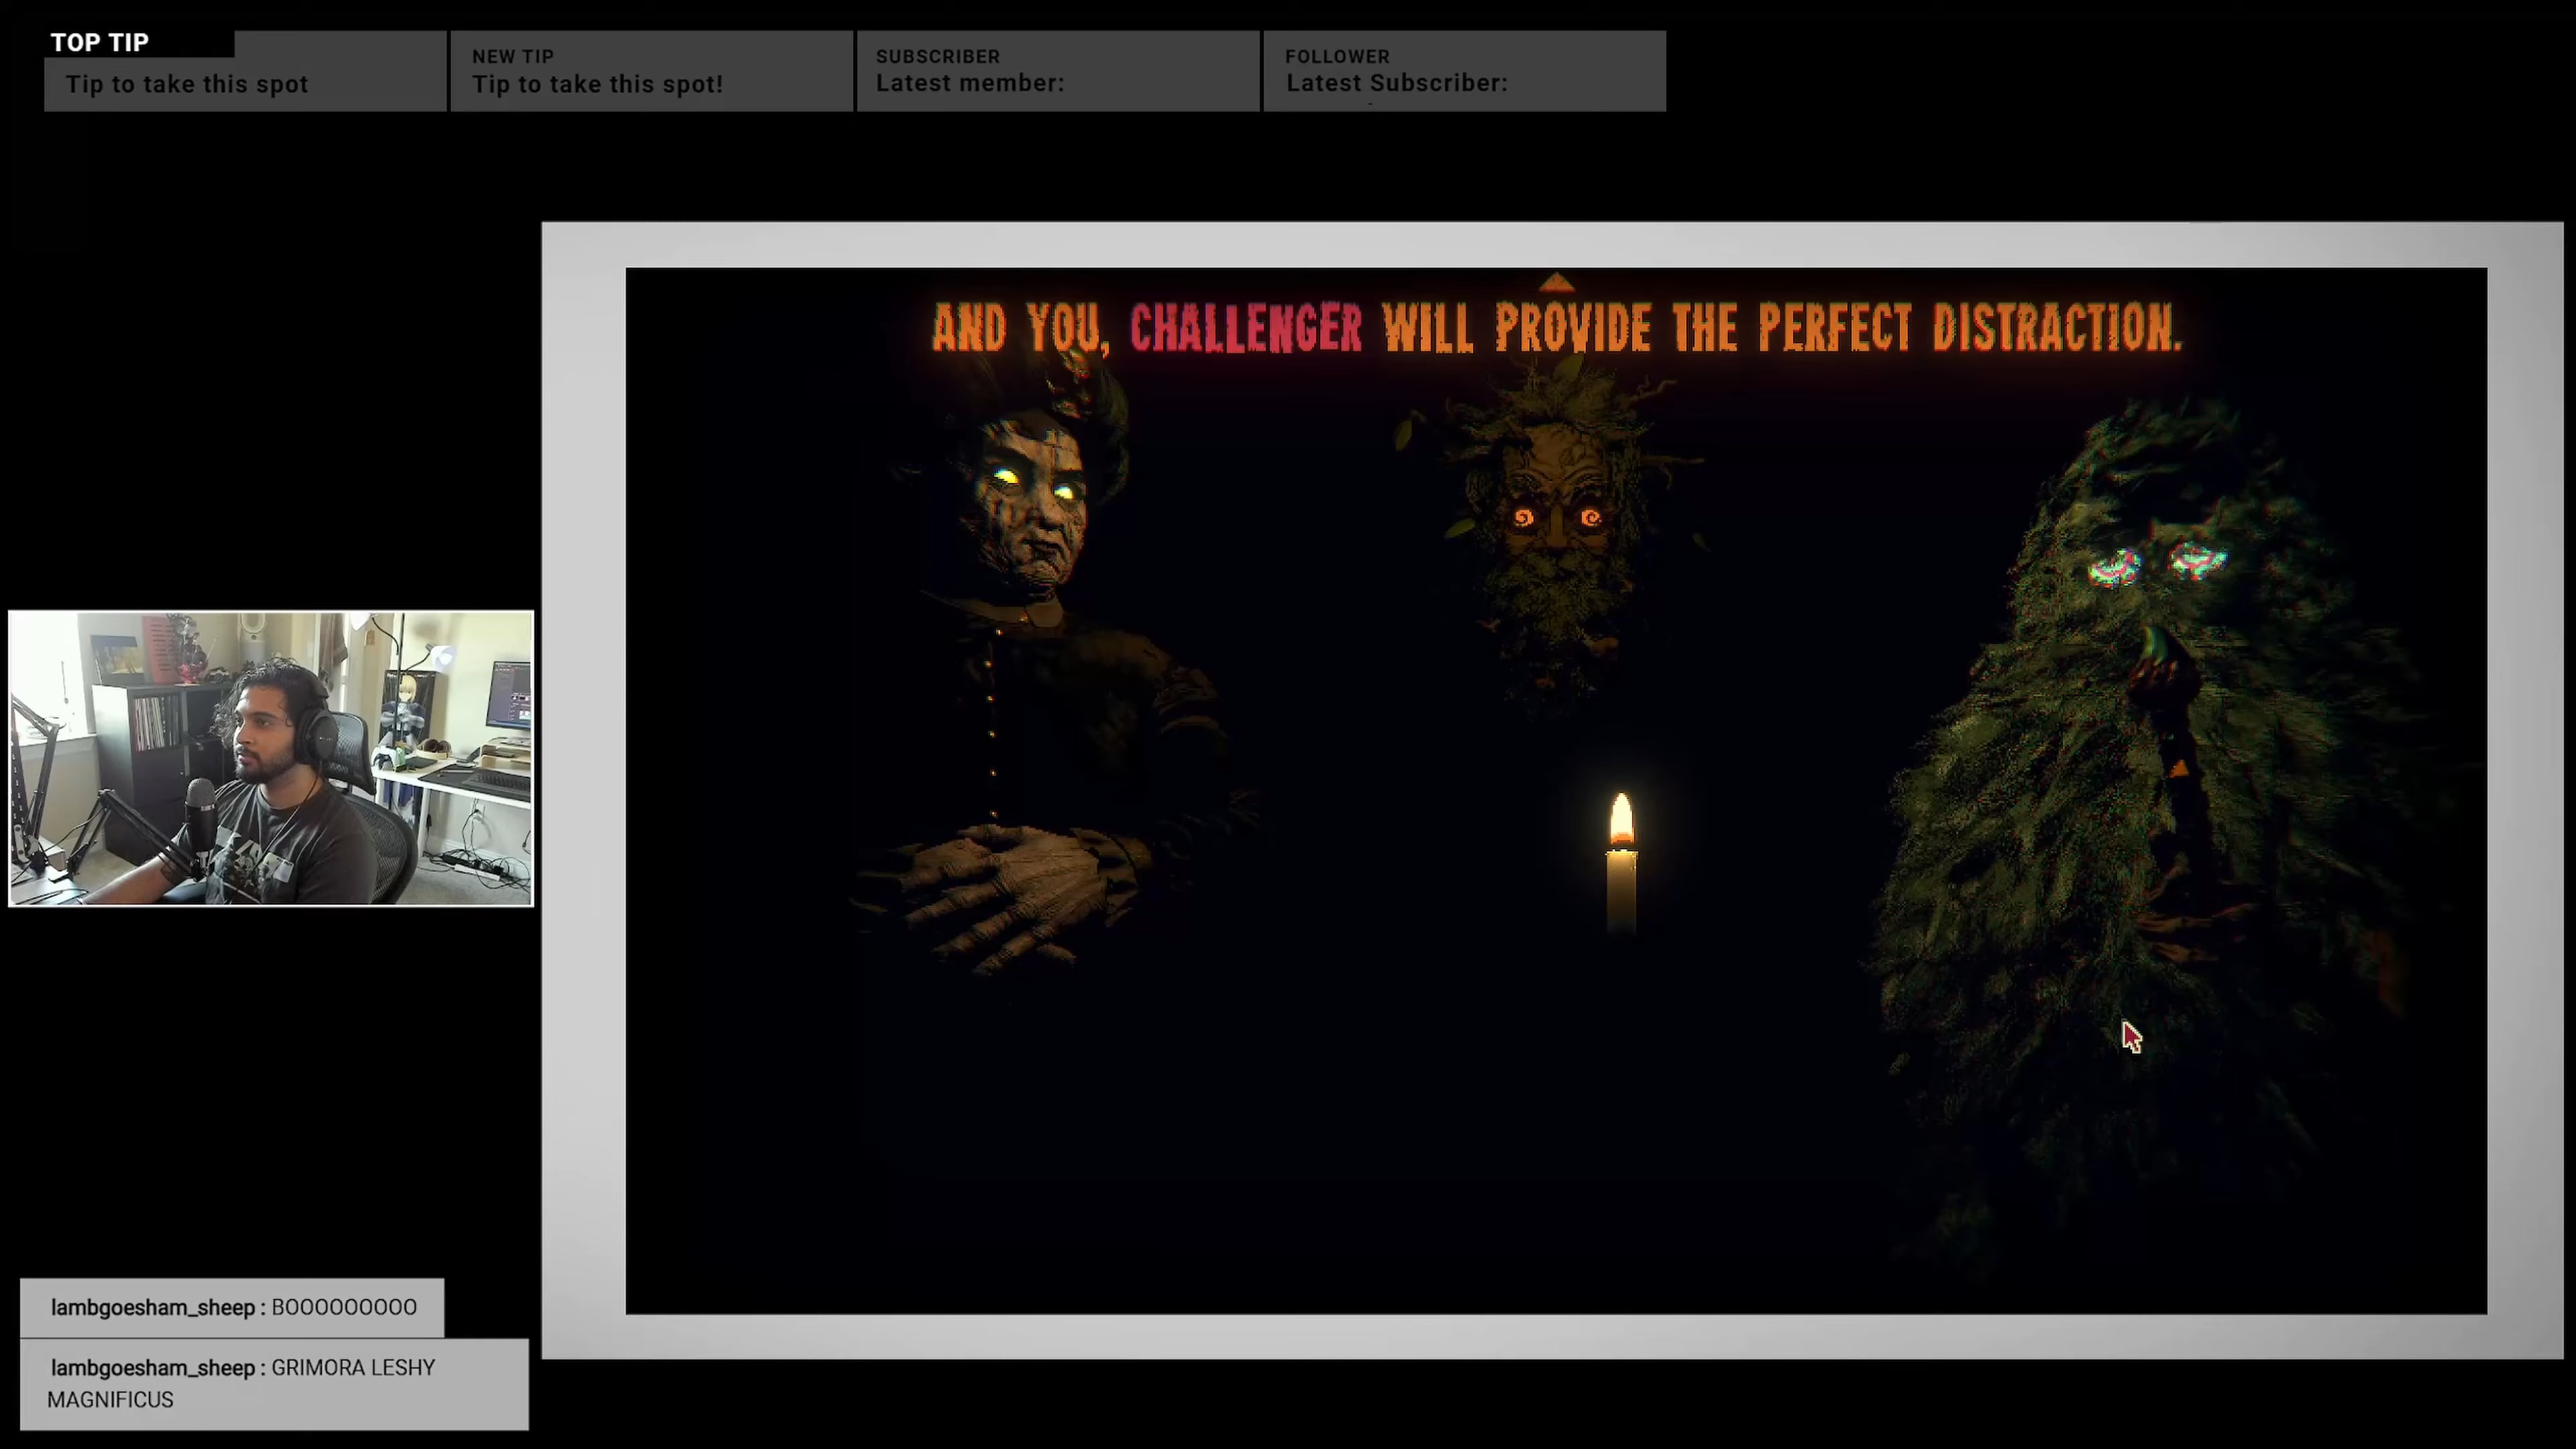 TOP TIP
Tip to take this spot
NEW TIP
Tip to take this spot!
SUBSCRIBER
Latest member:
FOLLOWER
Latest Subscriber:
AND YOU, CHALLENGER WILL PROVIDE THE PERFECT DISTRACTION.
lambgoesham_sheep : BOOOOOOOOO
lambgoesham_sheep : GRIMORA LESHY
MAGNIFICUS